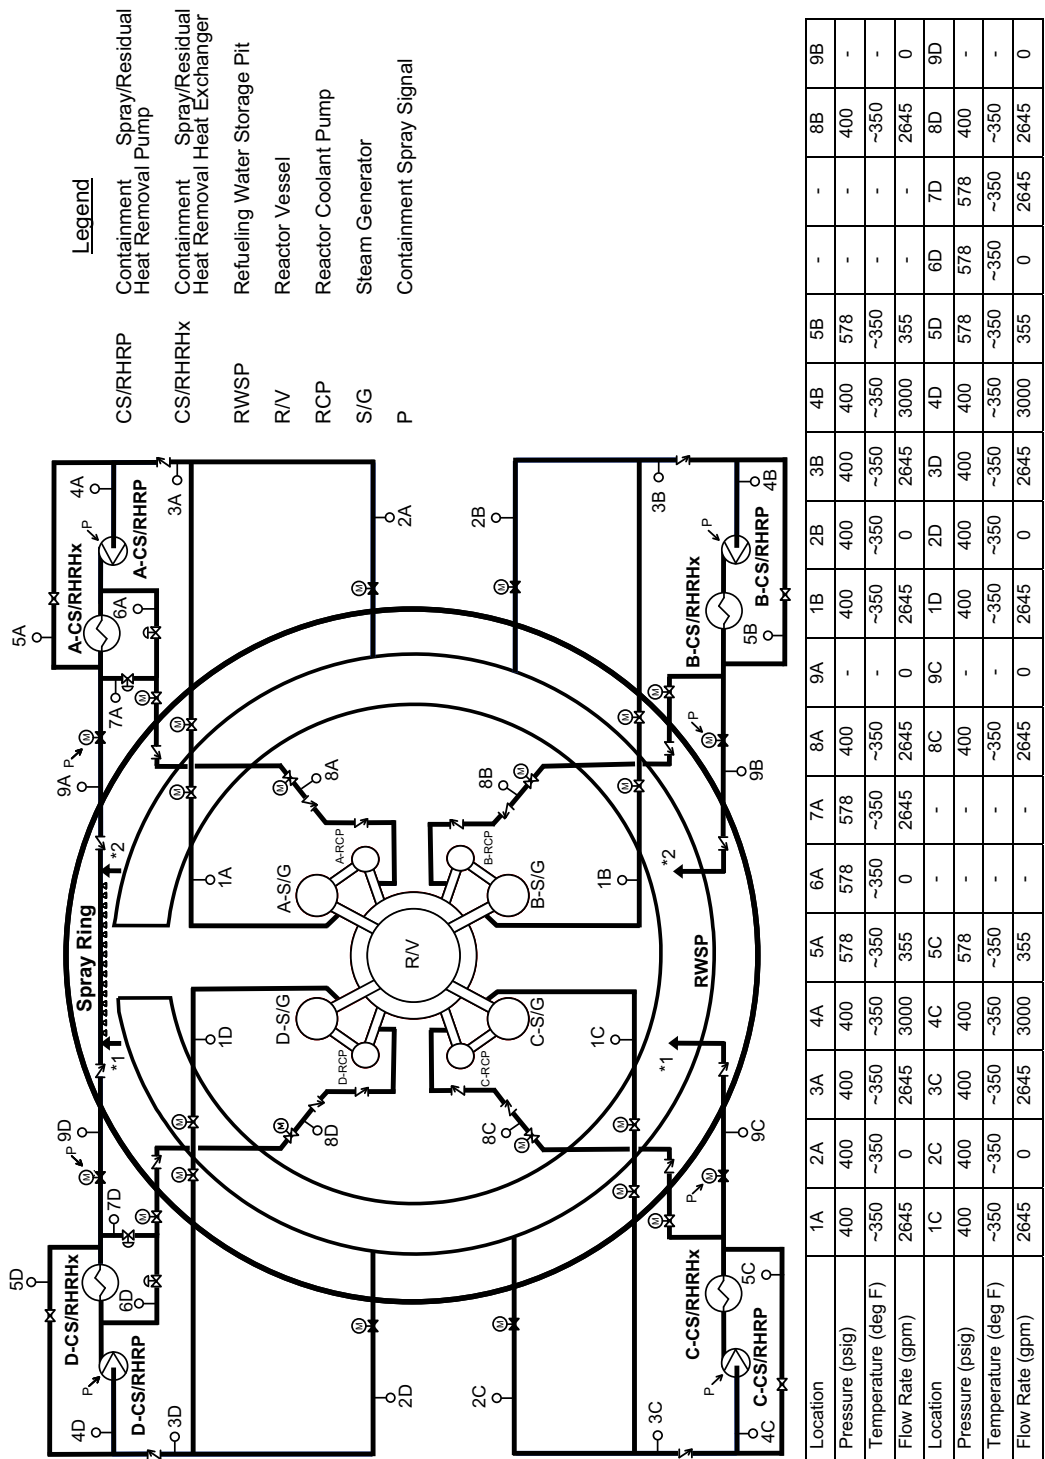 Legend
CS/RHRP Containment Spray/Residual
Heat Removal Pump
CS/RHRHx Containment Spray/Residual
Heat Removal Heat Exchanger
RWSP Refueling Water Storage Pit
R/V Reactor Vessel
RCP Reactor Coolant Pump
S/G Steam Generator
P Containment Spray Signal
5D
5A
4D
P
D-CS/RHRP
D-CS/RHRHx
6D
7D
M
P
M
9D
*1
Spray Ring
*2
9A
P
M
7A
M
A-CS/RHRHx
6A
P
A-CS/RHRP
4A
3D
M
M
1D
1A
M
M
3A
M
8D
D-S/G
D-RCP
A-S/G
A-RCP
M
8A
M
2D
M
2A
R/V
2C
M
8C
M
C-RCP
C-S/G
B-RCP
B-S/G
8B
M
M
2B
3C
M
M
1C
1B
M
M
3B
4C
P
C-CS/RHRP
C-CS/RHRHx
5C
M
P
M
9C
*1
RWSP
*2
9B
M
P
M
B-CS/RHRHx
5B
P
B-CS/RHRP
4B
Location 1A 2A 3A 4A 5A 6A 7A 8A 9A 1B 2B 3B 4B 5B - - 8B 9B
Pressure (psig) 400 400 400 400 578 578 578 400 - 400 400 400 400 578 - - 400 -
Temperature (deg F) ~350 ~350 ~350 ~350 ~350 ~350 ~350 ~350 - ~350 ~350 ~350 ~350 ~350 - - ~350 -
Flow Rate (gpm) 2645 0 2645 3000 355 0 2645 2645 0 2645 0 2645 3000 355 - - 2645 0
Location 1C 2C 3C 4C 5C - - 8C 9C 1D 2D 3D 4D 5D 6D 7D 8D 9D
Pressure (psig) 400 400 400 400 578 - - 400 - 400 400 400 400 578 578 578 400 -
Temperature (deg F) ~350 ~350 ~350 ~350 ~350 - - ~350 - ~350 ~350 ~350 ~350 ~350 ~350 ~350 ~350 -
Flow Rate (gpm) 2645 0 2645 3000 355 - - 2645 0 2645 0 2645 3000 355 0 2645 2645 0